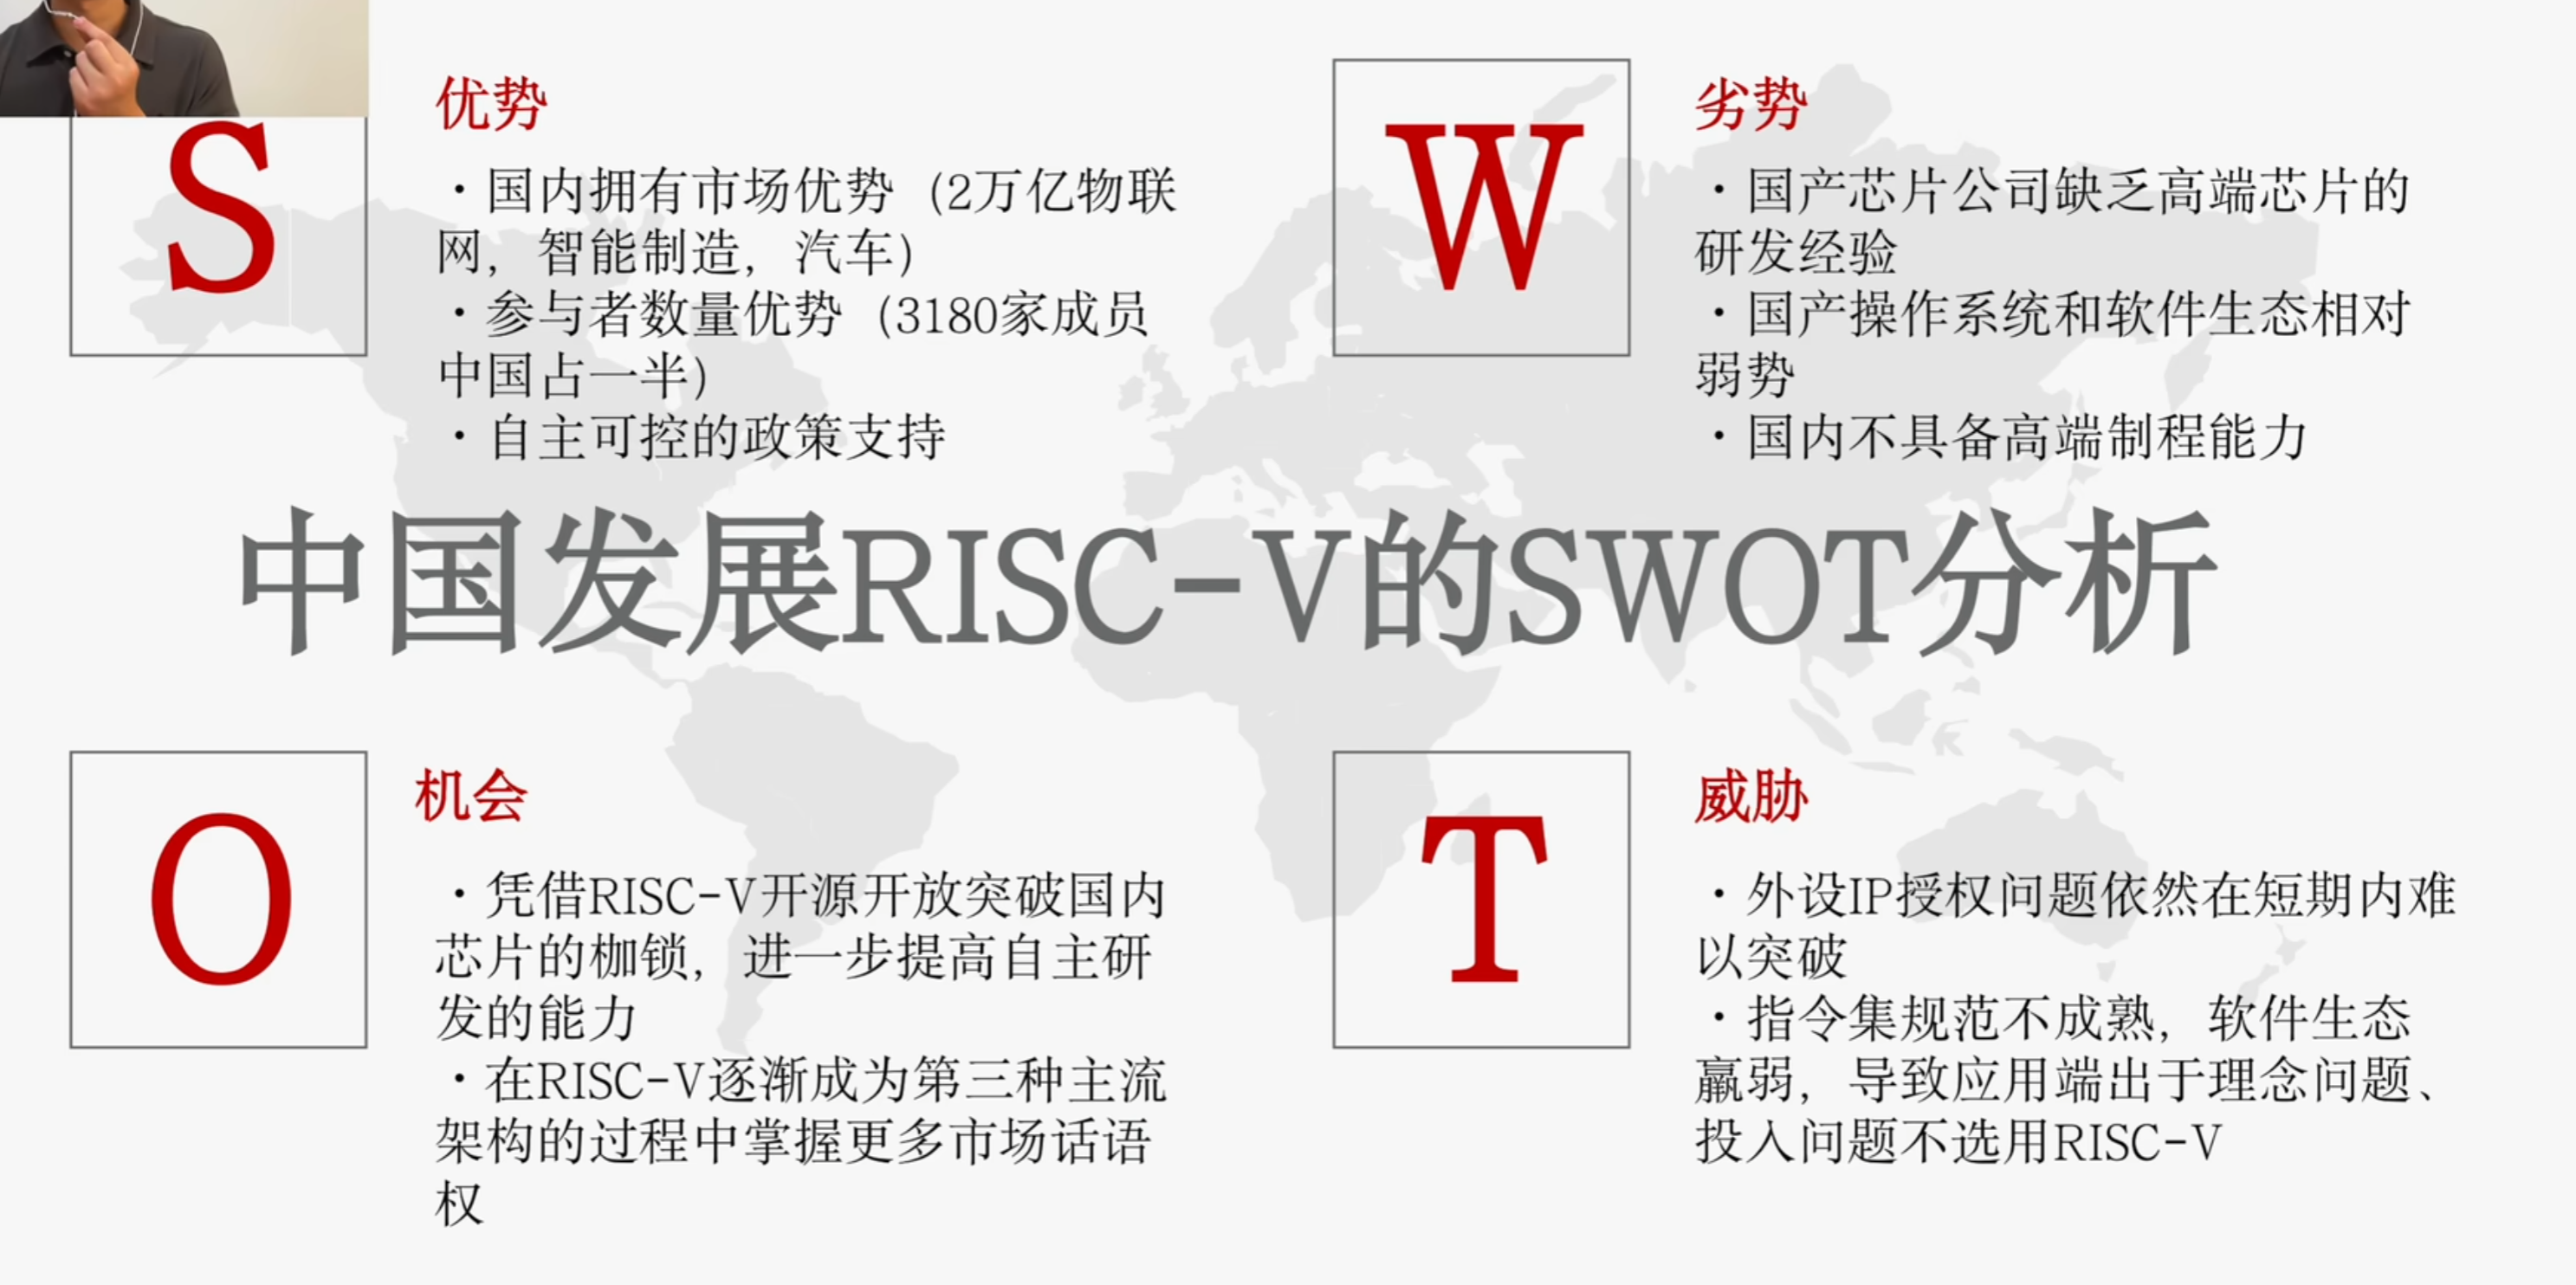 S
优势
・国内拥有市场优势（2万亿物联
网，智能制造，汽车）
・参与者数量优势（3180家成员
中国占一半）
・自主可控的政策支持
W
劣势
・国产芯片公司缺乏高端芯片的
研发经验
・国产操作系统和软件生态相对
弱势
・国内不具备高端制程能力
中国发展RISC-V的SWOT分析
O
机会
・凭借RISC-V开源开放突破国内
芯片的枷锁，进一步提高自主研
发的能力
・在RISC-V逐渐成为第三种主流
架构的过程中掌握更多市场话语
权
T
威胁
・外设IP授权问题依然在短期内难
以突破
・指令集规范不成熟，软件生态
羸弱，导致应用端出于理念问题、
投入问题不选用RISC-V